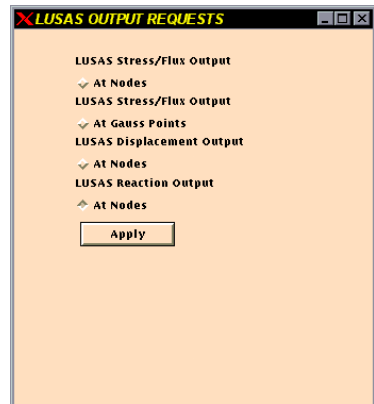 LUSAS OUTPUT REQUESTS
LUSAS Stress/Flux Output
At Nodes
LUSAS Stress/Flux Output
At Gauss Points
LUSAS Displacement Output
At Nodes
LUSAS Reaction Output
At Nodes
Apply